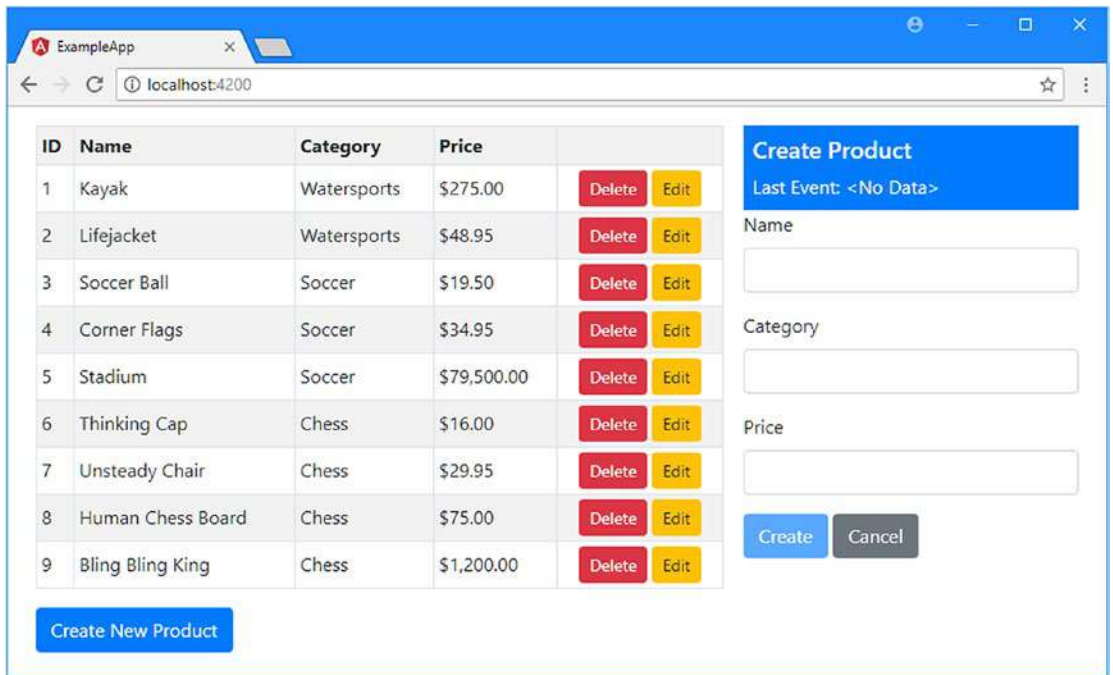 ExampleApp
localhost:4200
ID Name Category Price
1 Kayak Watersports $275.00 Delete Edit
2 Lifejacket Watersports $48.95 Delete Edit
3 Soccer Ball Soccer $19.50 Delete Edit
4 Corner Flags Soccer $34.95 Delete Edit
5 Stadium Soccer $79,500.00 Delete Edit
6 Thinking Cap Chess $16.00 Delete Edit
7 Unsteady Chair Chess $29.95 Delete Edit
8 Human Chess Board Chess $75.00 Delete Edit
9 Bling Bling King Chess $1,200.00 Delete Edit
Create New Product
Create Product
Last Event: <No Data>
Name
Category
Price
Create Cancel